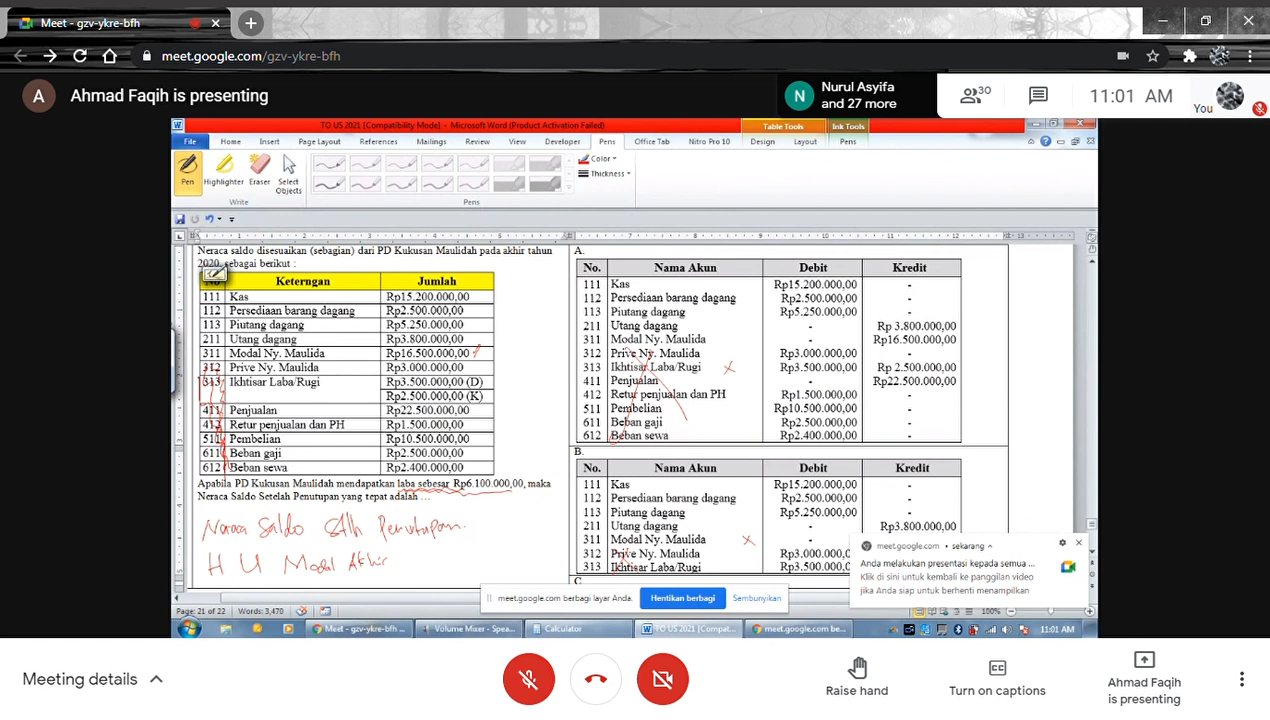 Meet - gzv-ykre-bfh
meet.google.com/gzv-ykre-bfh
A Ahmad Faqih is presenting
N Nurul Asyifa
and 27 more
30
11:01 AM
You
TO US 2021 [Compatibility Mode] - Microsoft Word (Product Activation Failed)
Table Tools
Ink Tools
File Home Insert Page Layout References Mailings Review View Developer Pens Office Tab Nitro Pro 10 Design Layout Pens
Pen Highlighter Eraser Select Objects
Color
Thickness
Write
Pens
Neraca saldo disesuaikan (sebagian) dari PD Kukusan Maulidah pada akhir tahun
2020 sebagai berikut :
Keterngan Jumlah
111 Kas Rp15.200.000,00
112 Persediaan barang dagang Rp2.500.000,00
113 Piutang dagang Rp5.250.000,00
211 Utang dagang Rp3.800.000,00
311 Modal Ny. Maulida Rp16.500.000,00
312 Prive Ny. Maulida Rp3.000.000,00
313 Ikhtisar Laba/Rugi Rp3.500.000,00 (D)
Rp2.500.000,00 (K)
411 Penjualan Rp22.500.000,00
412 Retur penjualan dan PH Rp1.500.000,00
511 Pembelian Rp10.500.000,00
611 Beban gaji Rp2.500.000,00
612 Beban sewa Rp2.400.000,00
Apabila PD Kukusan Maulidah mendapatkan laba sebesar Rp6.100.000,00, maka
Neraca Saldo Setelah Penutupan yang tepat adalah ...
Neraca Saldo Stlh Penutupan.
H U Modal Akhir
A.
No. Nama Akun Debit Kredit
111 Kas Rp15.200.000,00 -
112 Persediaan barang dagang Rp2.500.000,00 -
113 Piutang dagang Rp5.250.000,00 -
211 Utang dagang - Rp 3.800.000,00
311 Modal Ny. Maulida - Rp16.500.000,00
312 Prive Ny. Maulida Rp3.000.000,00 -
313 Ikhtisar Laba/Rugi Rp3.500.000,00 Rp 2.500.000,00
411 Penjualan - Rp22.500.000,00
412 Retur penjualan dan PH Rp1.500.000,00 -
511 Pembelian Rp10.500.000,00 -
611 Beban gaji Rp2.500.000,00 -
612 Beban sewa Rp2.400.000,00 -
B.
No. Nama Akun Debit Kredit
111 Kas Rp15.200.000,00 -
112 Persediaan barang dagang Rp2.500.000,00 -
113 Piutang dagang Rp5.250.000,00 -
211 Utang dagang - Rp3.800.000,00
311 Modal Ny. Maulida -
312 Prive Ny. Maulida Rp3.000.00
313 Ikhtisar Laba/Rugi Rp3.500.00
meet.google.com • sekarang
Anda melakukan presentasi kepada semua ...
Klik di sini untuk kembali ke panggilan video
jika Anda siap untuk berhenti menampilkan
meet.google.com berbagi layar Anda. Hentikan berbagi Sembunyikan
Page: 21 of 22 Words: 3,470 100%
Meet - gzv-ykre-bfh ... Volume Mixer - Spea... Calculator TO US 2021 [Compat... meet.google.com be... 11:01 AM
Meeting details
Raise hand
Turn on captions
Ahmad Faqih
is presenting